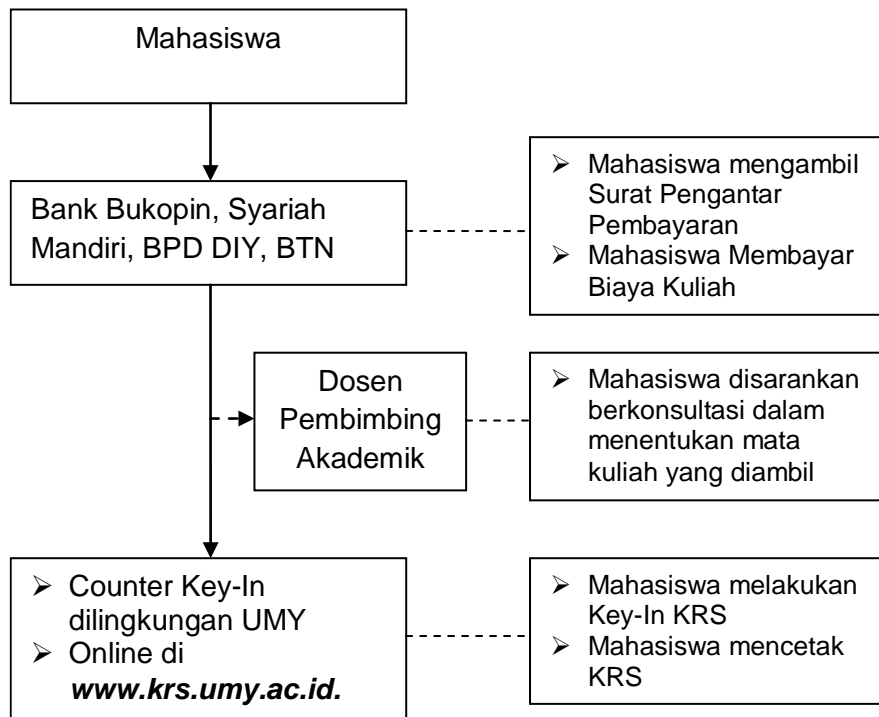 Mahasiswa
Bank Bukopin, Syariah
Mandiri, BPD DIY, BTN
➢ Mahasiswa mengambil
Surat Pengantar
Pembayaran
➢ Mahasiswa Membayar
Biaya Kuliah
Dosen
Pembimbing
Akademik
➢ Mahasiswa disarankan
berkonsultasi dalam
menentukan mata
kuliah yang diambil
➢ Counter Key-In
dilingkungan UMY
➢ Online di
www.krs.umy.ac.id.
➢ Mahasiswa melakukan
Key-In KRS
➢ Mahasiswa mencetak
KRS